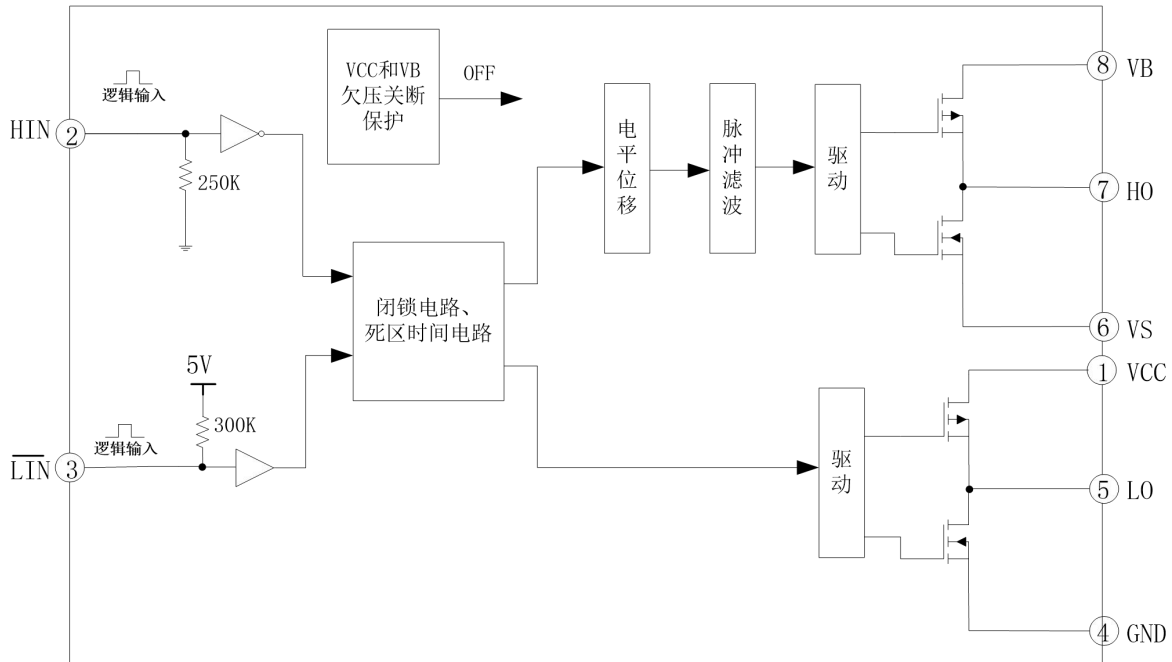 VCC和VB
欠压关断
保护
OFF
逻辑输入
HIN
2
250K
电平位移
脉冲滤波
驱动
8
VB
7
HO
6
VS
闭锁电路、
死区时间电路
5V
300K
逻辑输入
LIN
3
驱动
1
VCC
5
LO
4
GND